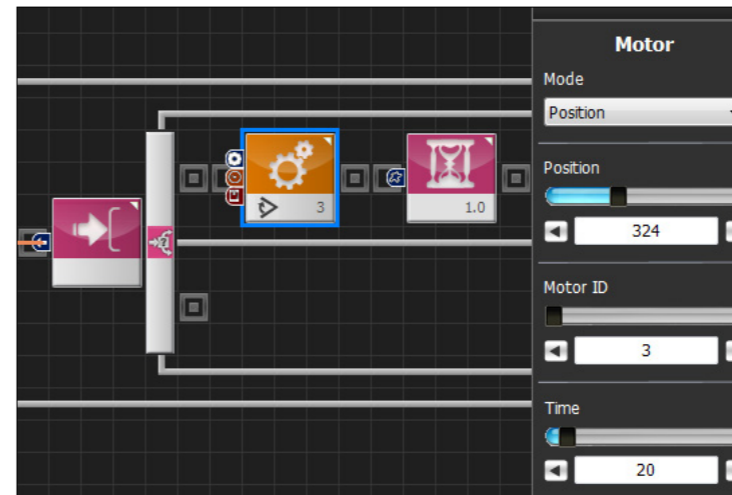 Motor
Mode
Position
Position
324
Motor ID
3
Time
20
3
1.0
?